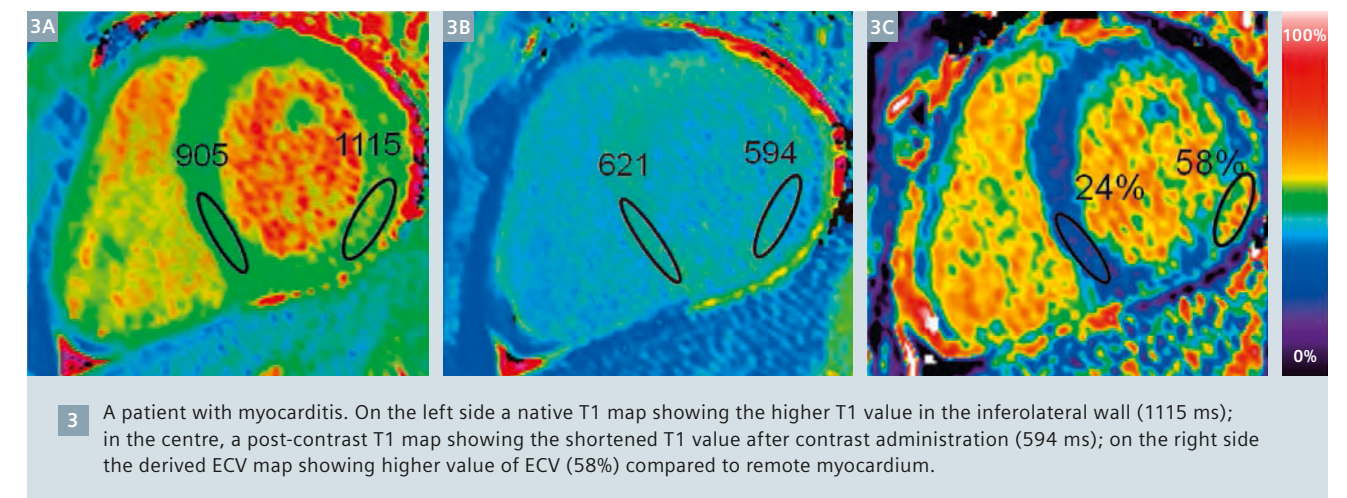 3A
905
1115
3B
621
594
3C
24%
58%
100%
0%
3
A patient with myocarditis. On the left side a native T1 map showing the higher T1 value in the inferolateral wall (1115 ms);
in the centre, a post-contrast T1 map showing the shortened T1 value after contrast administration (594 ms); on the right side
the derived ECV map showing higher value of ECV (58%) compared to remote myocardium.